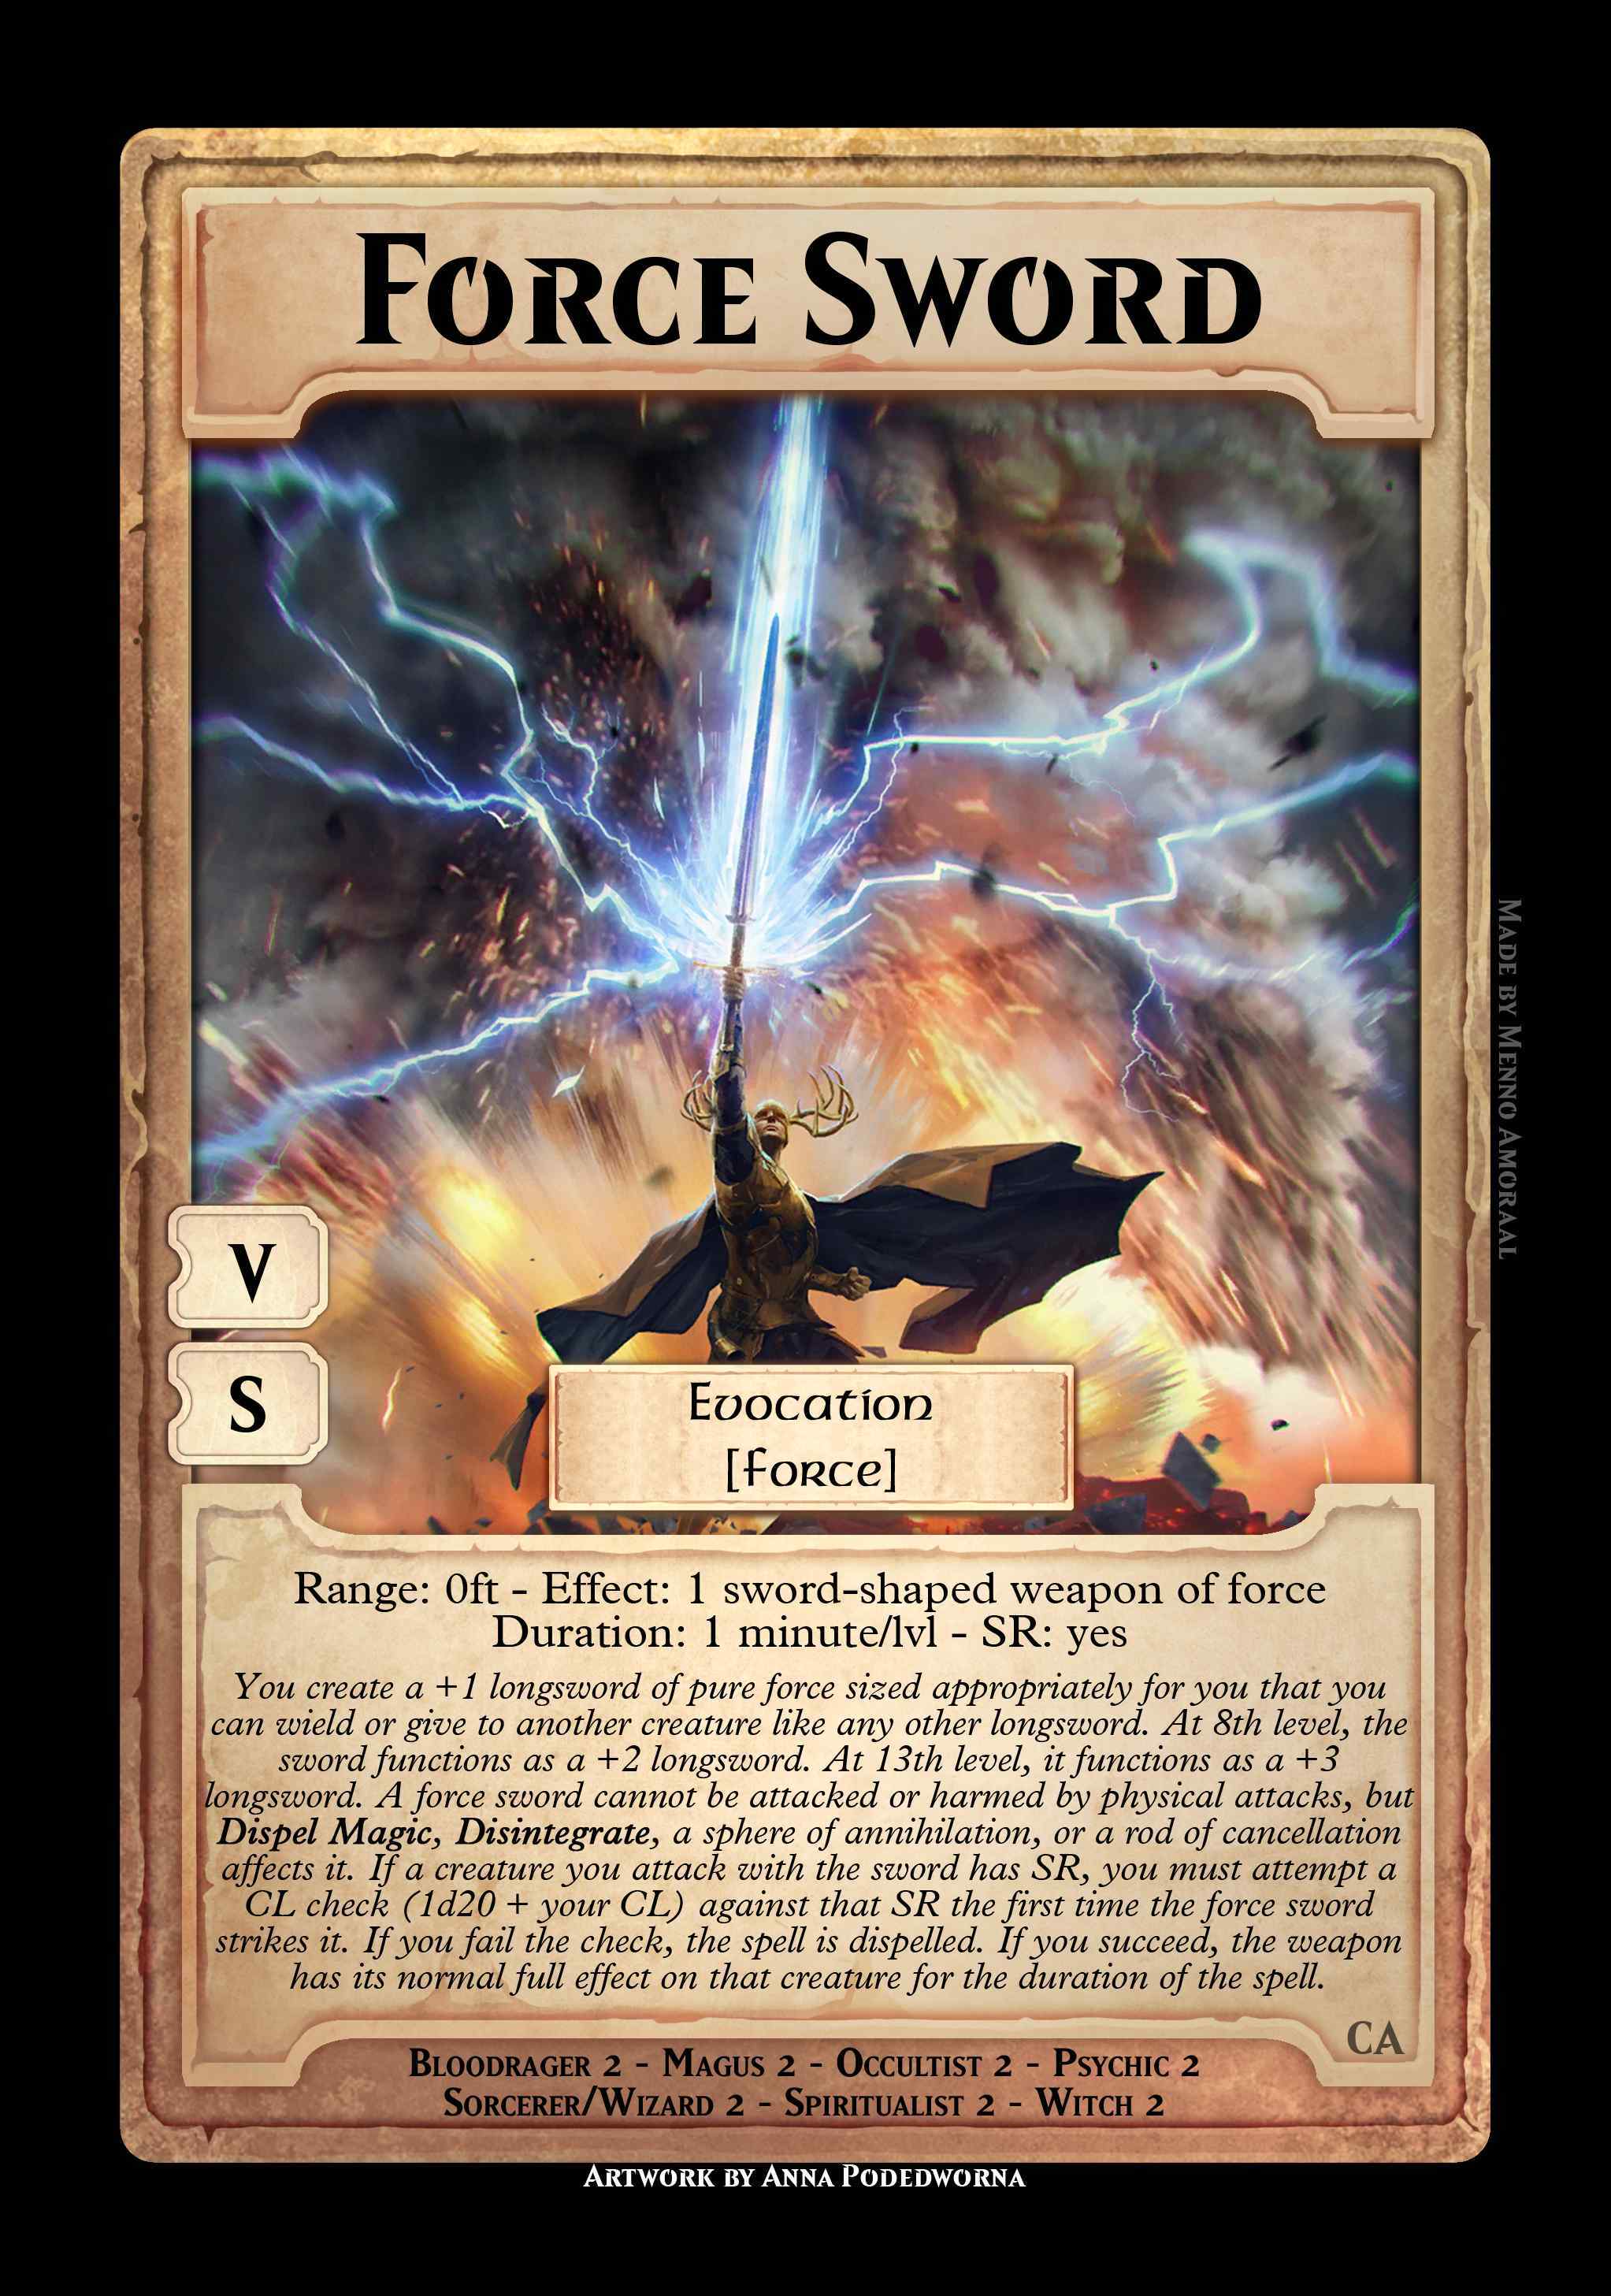 Force Sword
V
S
Evocation
[Force]
Range: 0ft - Effect: 1 sword-shaped weapon of force
Duration: 1 minute/lvl - SR: yes
You create a +1 longsword of pure force sized appropriately for you that you
can wield or give to another creature like any other longsword. At 8th level, the
sword functions as a +2 longsword. At 13th level, it functions as a +3
longsword. A force sword cannot be attacked or harmed by physical attacks, but
Dispel Magic, Disintegrate, a sphere of annihilation, or a rod of cancellation
affects it. If a creature you attack with the sword has SR, you must attempt a
CL check (1d20 + your CL) against that SR the first time the force sword
strikes it. If you fail the check, the spell is dispelled. If you succeed, the weapon
has its normal full effect on that creature for the duration of the spell.
CA
Bloodrager 2 - Magus 2 - Occultist 2 - Psychic 2
Sorcerer/Wizard 2 - Spiritualist 2 - Witch 2
Artwork by Anna Podedworna
Made by Menno Amoraal